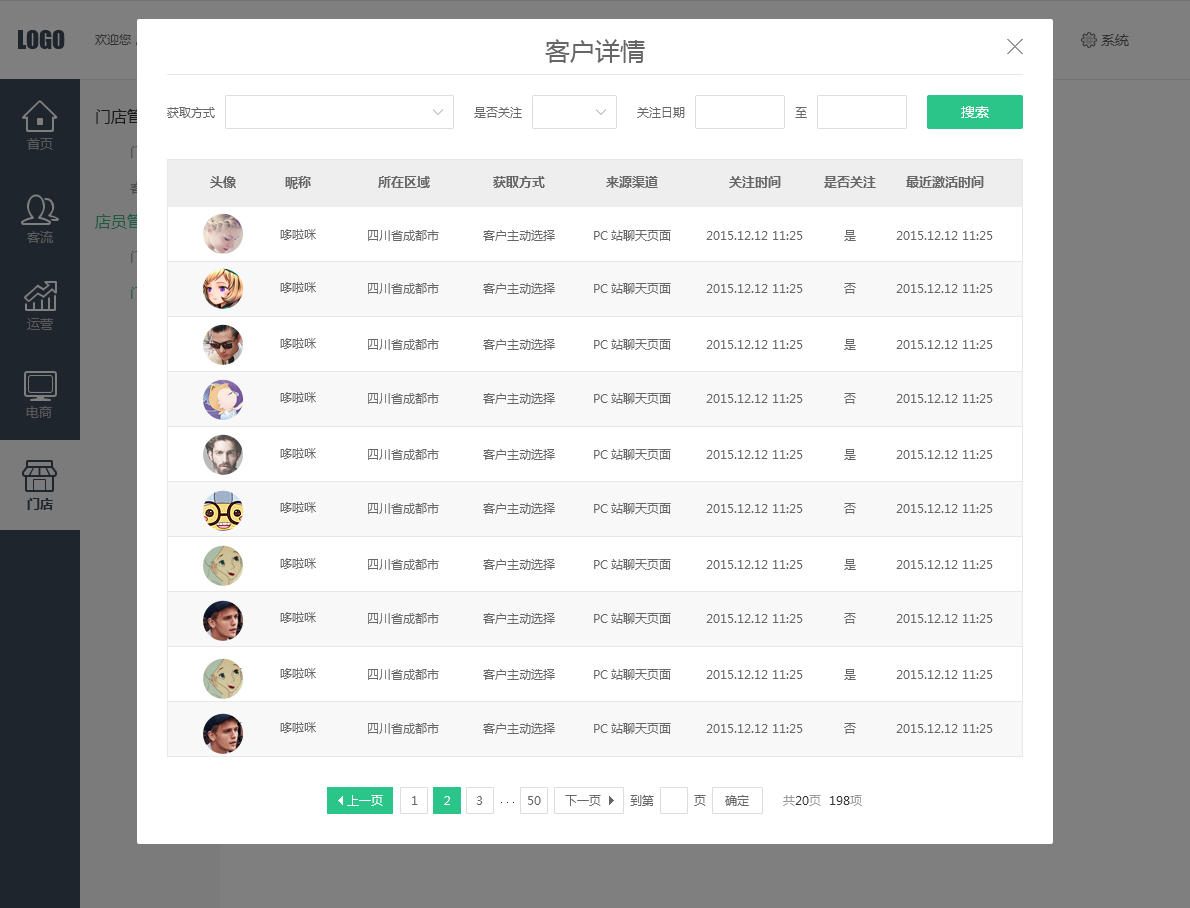 LOGO
欢迎您，
系统
首页
客流
运营
电商
门店
门店管
店员管
客户详情
获取方式
是否关注
关注日期
至
搜索
头像 昵称 所在区域 获取方式 来源渠道 关注时间 是否关注 最近激活时间
哆啦咪 四川省成都市 客户主动选择 PC 站聊天页面 2015.12.12 11:25 是 2015.12.12 11:25
哆啦咪 四川省成都市 客户主动选择 PC 站聊天页面 2015.12.12 11:25 否 2015.12.12 11:25
哆啦咪 四川省成都市 客户主动选择 PC 站聊天页面 2015.12.12 11:25 是 2015.12.12 11:25
哆啦咪 四川省成都市 客户主动选择 PC 站聊天页面 2015.12.12 11:25 否 2015.12.12 11:25
哆啦咪 四川省成都市 客户主动选择 PC 站聊天页面 2015.12.12 11:25 是 2015.12.12 11:25
哆啦咪 四川省成都市 客户主动选择 PC 站聊天页面 2015.12.12 11:25 否 2015.12.12 11:25
哆啦咪 四川省成都市 客户主动选择 PC 站聊天页面 2015.12.12 11:25 是 2015.12.12 11:25
哆啦咪 四川省成都市 客户主动选择 PC 站聊天页面 2015.12.12 11:25 否 2015.12.12 11:25
哆啦咪 四川省成都市 客户主动选择 PC 站聊天页面 2015.12.12 11:25 是 2015.12.12 11:25
哆啦咪 四川省成都市 客户主动选择 PC 站聊天页面 2015.12.12 11:25 否 2015.12.12 11:25
上一页 1 2 3 ... 50 下一页 到第 页 确定 共20页 198项